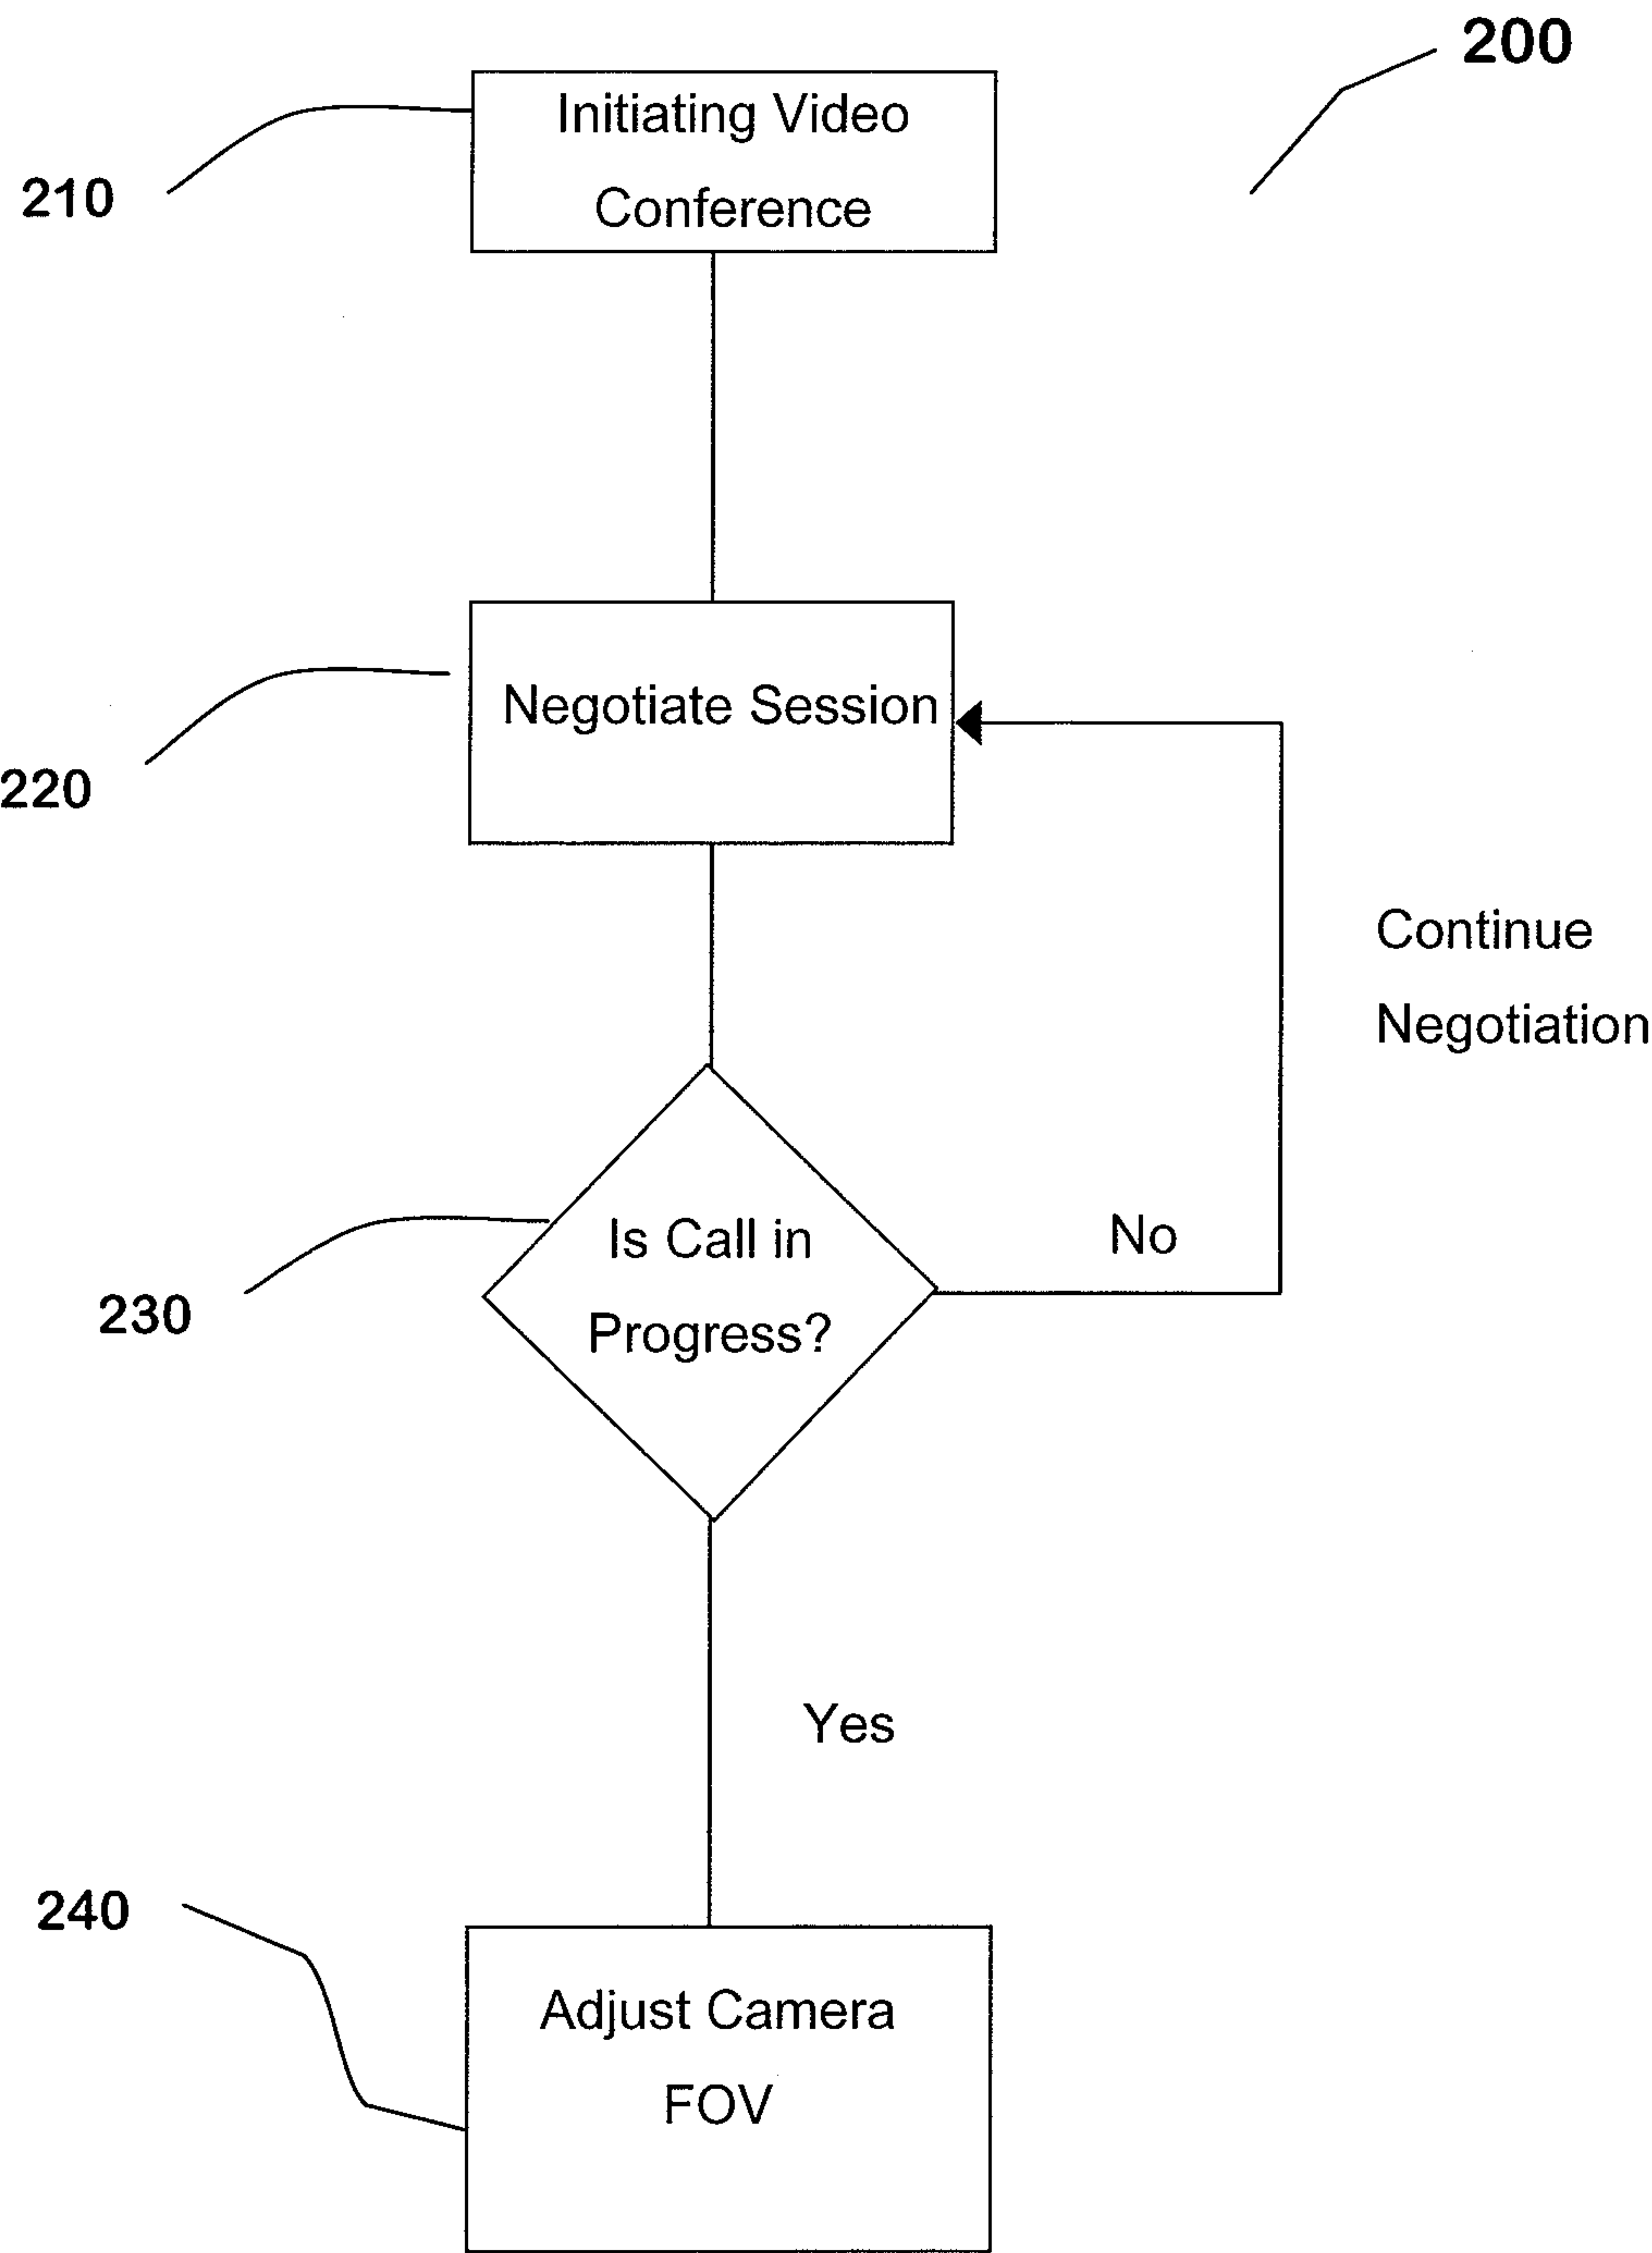 200
Initiating Video
Conference
210
Negotiate Session
220
Continue
Negotiation
No
Is Call in
Progress?
230
Yes
240
Adjust Camera
FOV